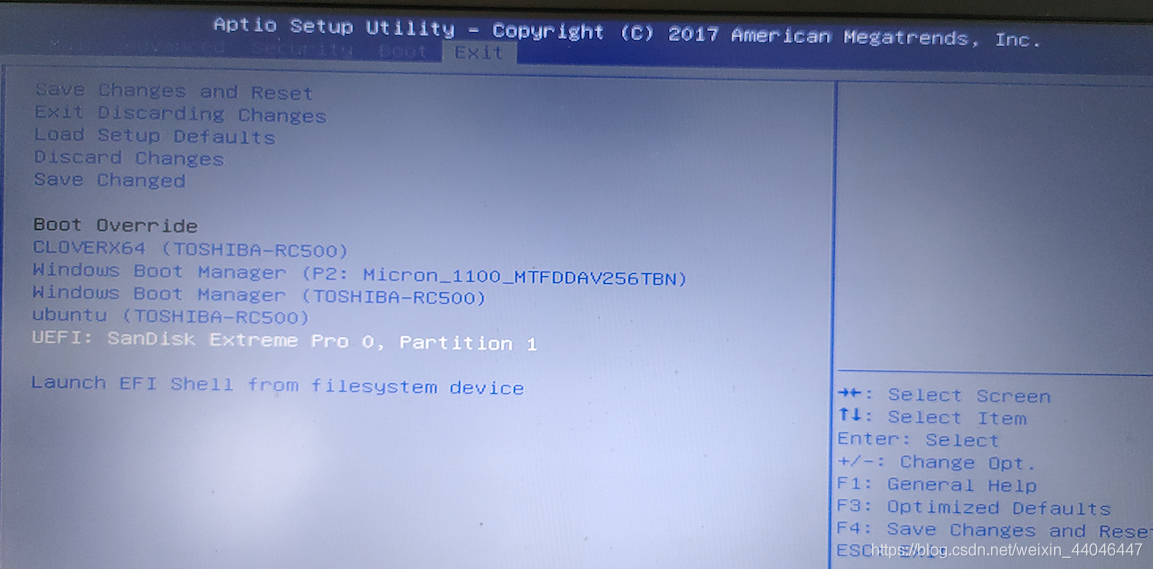 Aptio Setup Utility – Copyright (C) 2017 American Megatrends, Inc.
Main Advanced Security Boot Exit
Save Changes and Reset
Exit Discarding Changes
Load Setup Defaults
Discard Changes
Save Changed
Boot Override
CLOVERX64 (TOSHIBA-RC500)
Windows Boot Manager (P2: Micron_1100_MTFDDAV256TBN)
Windows Boot Manager (TOSHIBA-RC500)
ubuntu (TOSHIBA-RC500)
UEFI: SanDisk Extreme Pro 0, Partition 1
Launch EFI Shell from filesystem device
→←: Select Screen
↑↓: Select Item
Enter: Select
+/-: Change Opt.
F1: General Help
F3: Optimized Defaults
F4: Save Changes and Rese
ESC
https://blog.csdn.net/weixin_44046447